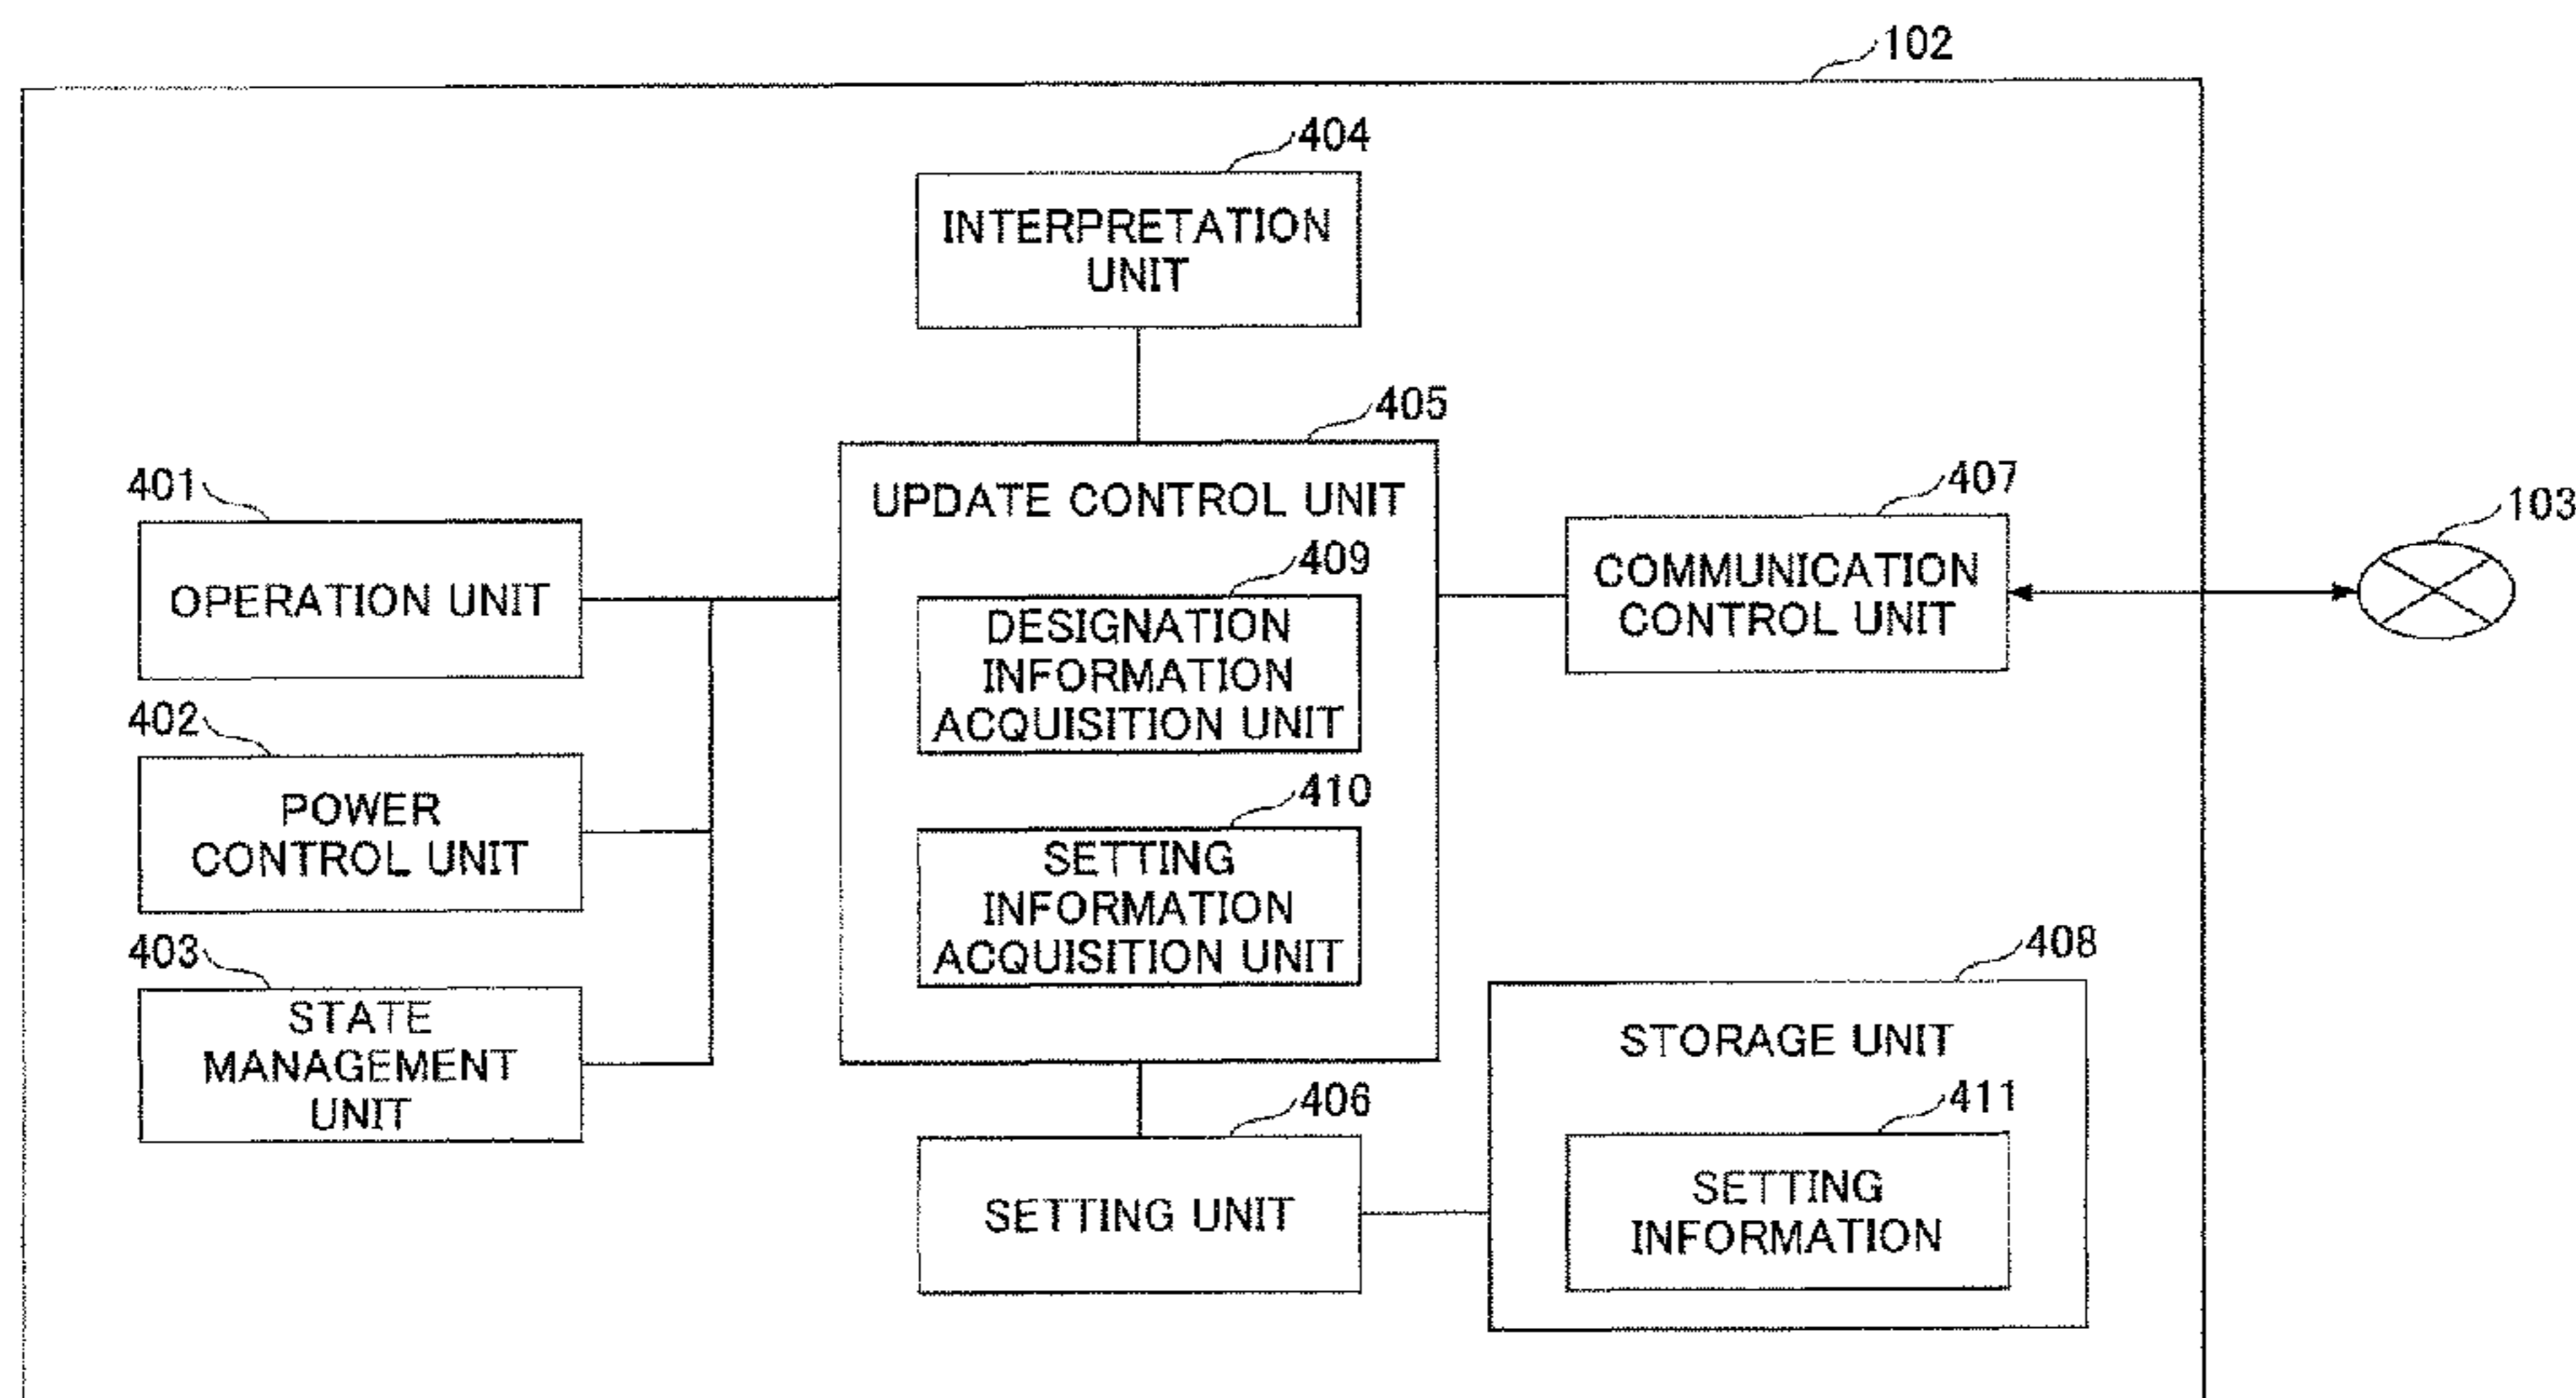 102
404
INTERPRETATION
UNIT
405
UPDATE CONTROL UNIT
401
OPERATION UNIT
409
DESIGNATION
INFORMATION
ACQUISITION UNIT
407
COMMUNICATION
CONTROL UNIT
103
402
POWER
CONTROL UNIT
410
SETTING
INFORMATION
ACQUISITION UNIT
403
STATE
MANAGEMENT
UNIT
408
STORAGE UNIT
406
SETTING UNIT
411
SETTING
INFORMATION